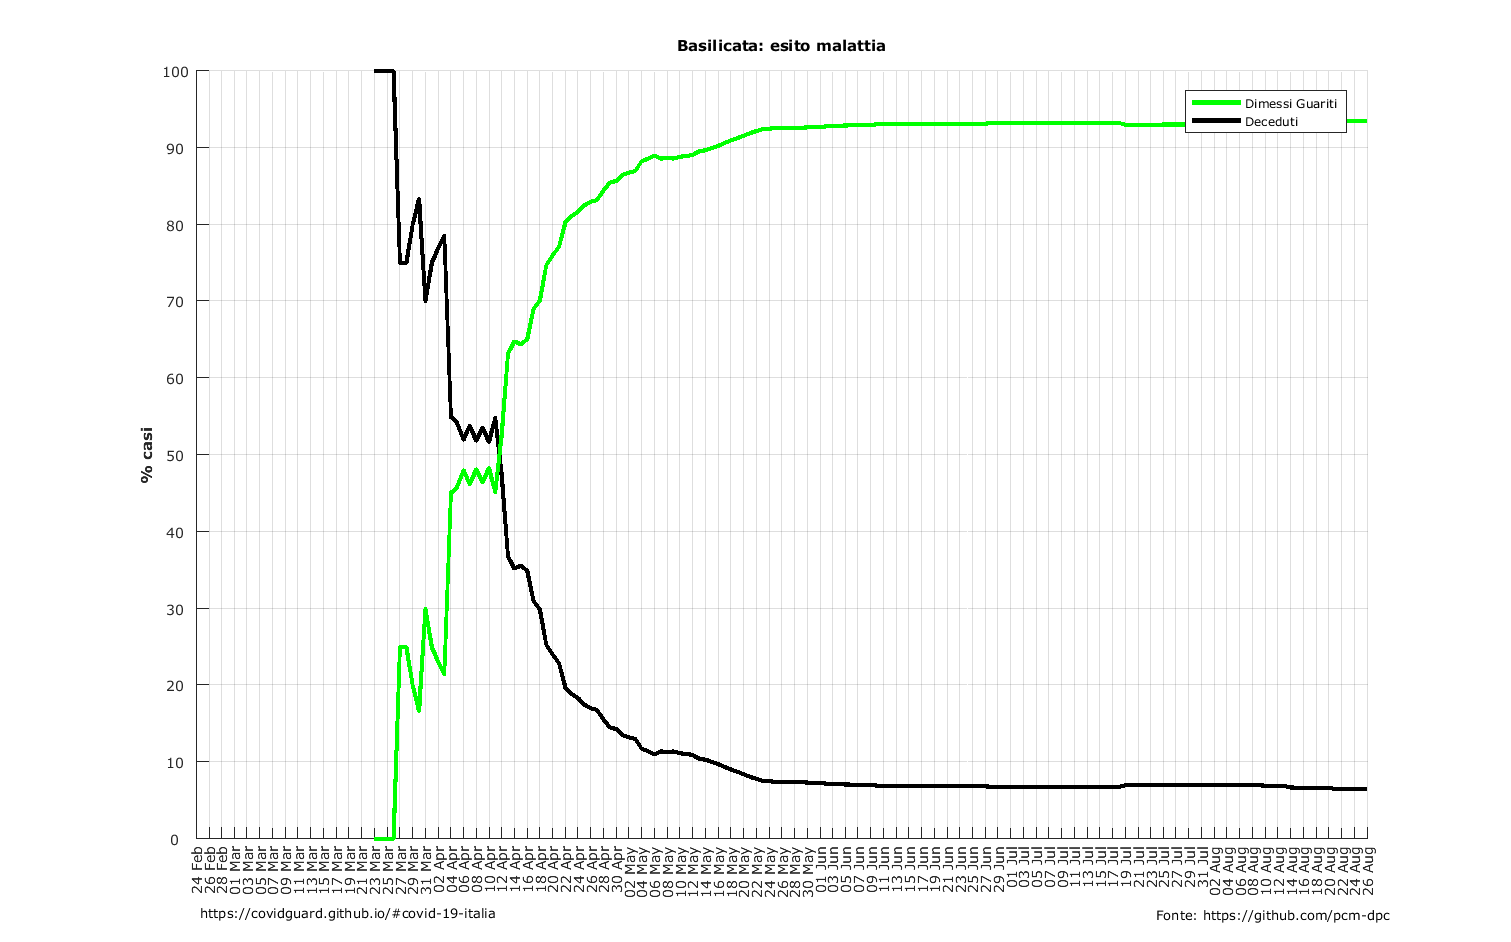 Basilicata: esito malattia
Dimessi Guariti
Deceduti
% casi
100
90
80
70
60
50
40
30
20
10
0
24 Feb
26 Feb
28 Feb
01 Mar
03 Mar
05 Mar
07 Mar
09 Mar
11 Mar
13 Mar
15 Mar
17 Mar
19 Mar
21 Mar
23 Mar
25 Mar
27 Mar
29 Mar
31 Mar
02 Apr
04 Apr
06 Apr
08 Apr
10 Apr
12 Apr
14 Apr
16 Apr
18 Apr
20 Apr
22 Apr
24 Apr
26 Apr
28 Apr
30 Apr
02 May
04 May
06 May
08 May
10 May
12 May
14 May
16 May
18 May
20 May
22 May
24 May
26 May
28 May
30 May
01 Jun
03 Jun
05 Jun
07 Jun
09 Jun
11 Jun
13 Jun
15 Jun
17 Jun
19 Jun
21 Jun
23 Jun
25 Jun
27 Jun
29 Jun
01 Jul
03 Jul
05 Jul
07 Jul
09 Jul
11 Jul
13 Jul
15 Jul
17 Jul
19 Jul
21 Jul
23 Jul
25 Jul
27 Jul
29 Jul
31 Jul
02 Aug
04 Aug
06 Aug
08 Aug
10 Aug
12 Aug
14 Aug
16 Aug
18 Aug
20 Aug
22 Aug
24 Aug
26 Aug
https://covidguard.github.io/#covid-19-italia
Fonte: https://github.com/pcm-dpc